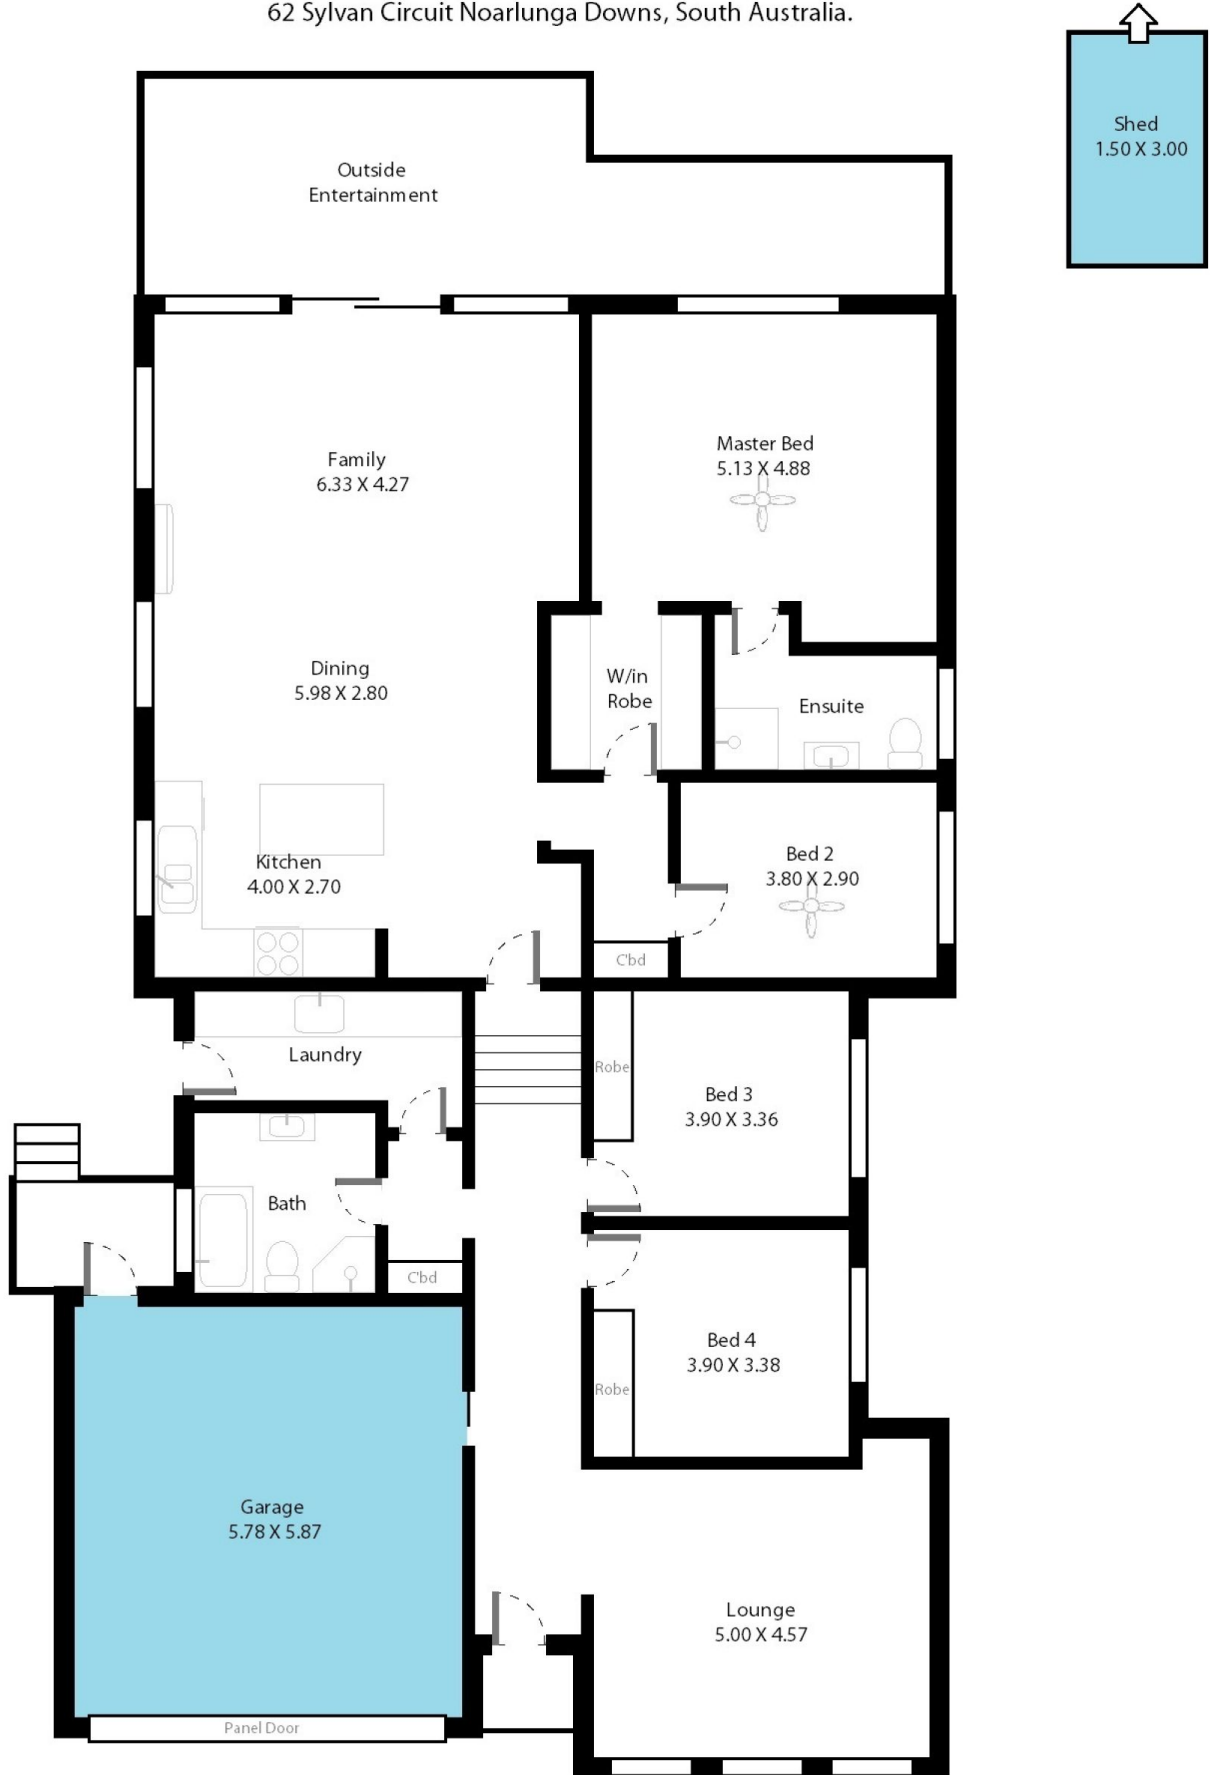 62 Sylvan Circuit Noarlunga Downs, South Australia.
Shed
1.50 X 3.00
Outside
Entertainment
Family
6.33 X 4.27
Master Bed
5.13 X 4.88
Dining
5.98 X 2.80
W/in
Robe
Ensuite
Kitchen
4.00 X 2.70
Bed 2
3.80 X 2.90
C'bd
Laundry
Robe
Bed 3
3.90 X 3.36
Bath
C'bd
Bed 4
3.90 X 3.38
Robe
Garage
5.78 X 5.87
Lounge
5.00 X 4.57
Panel Door